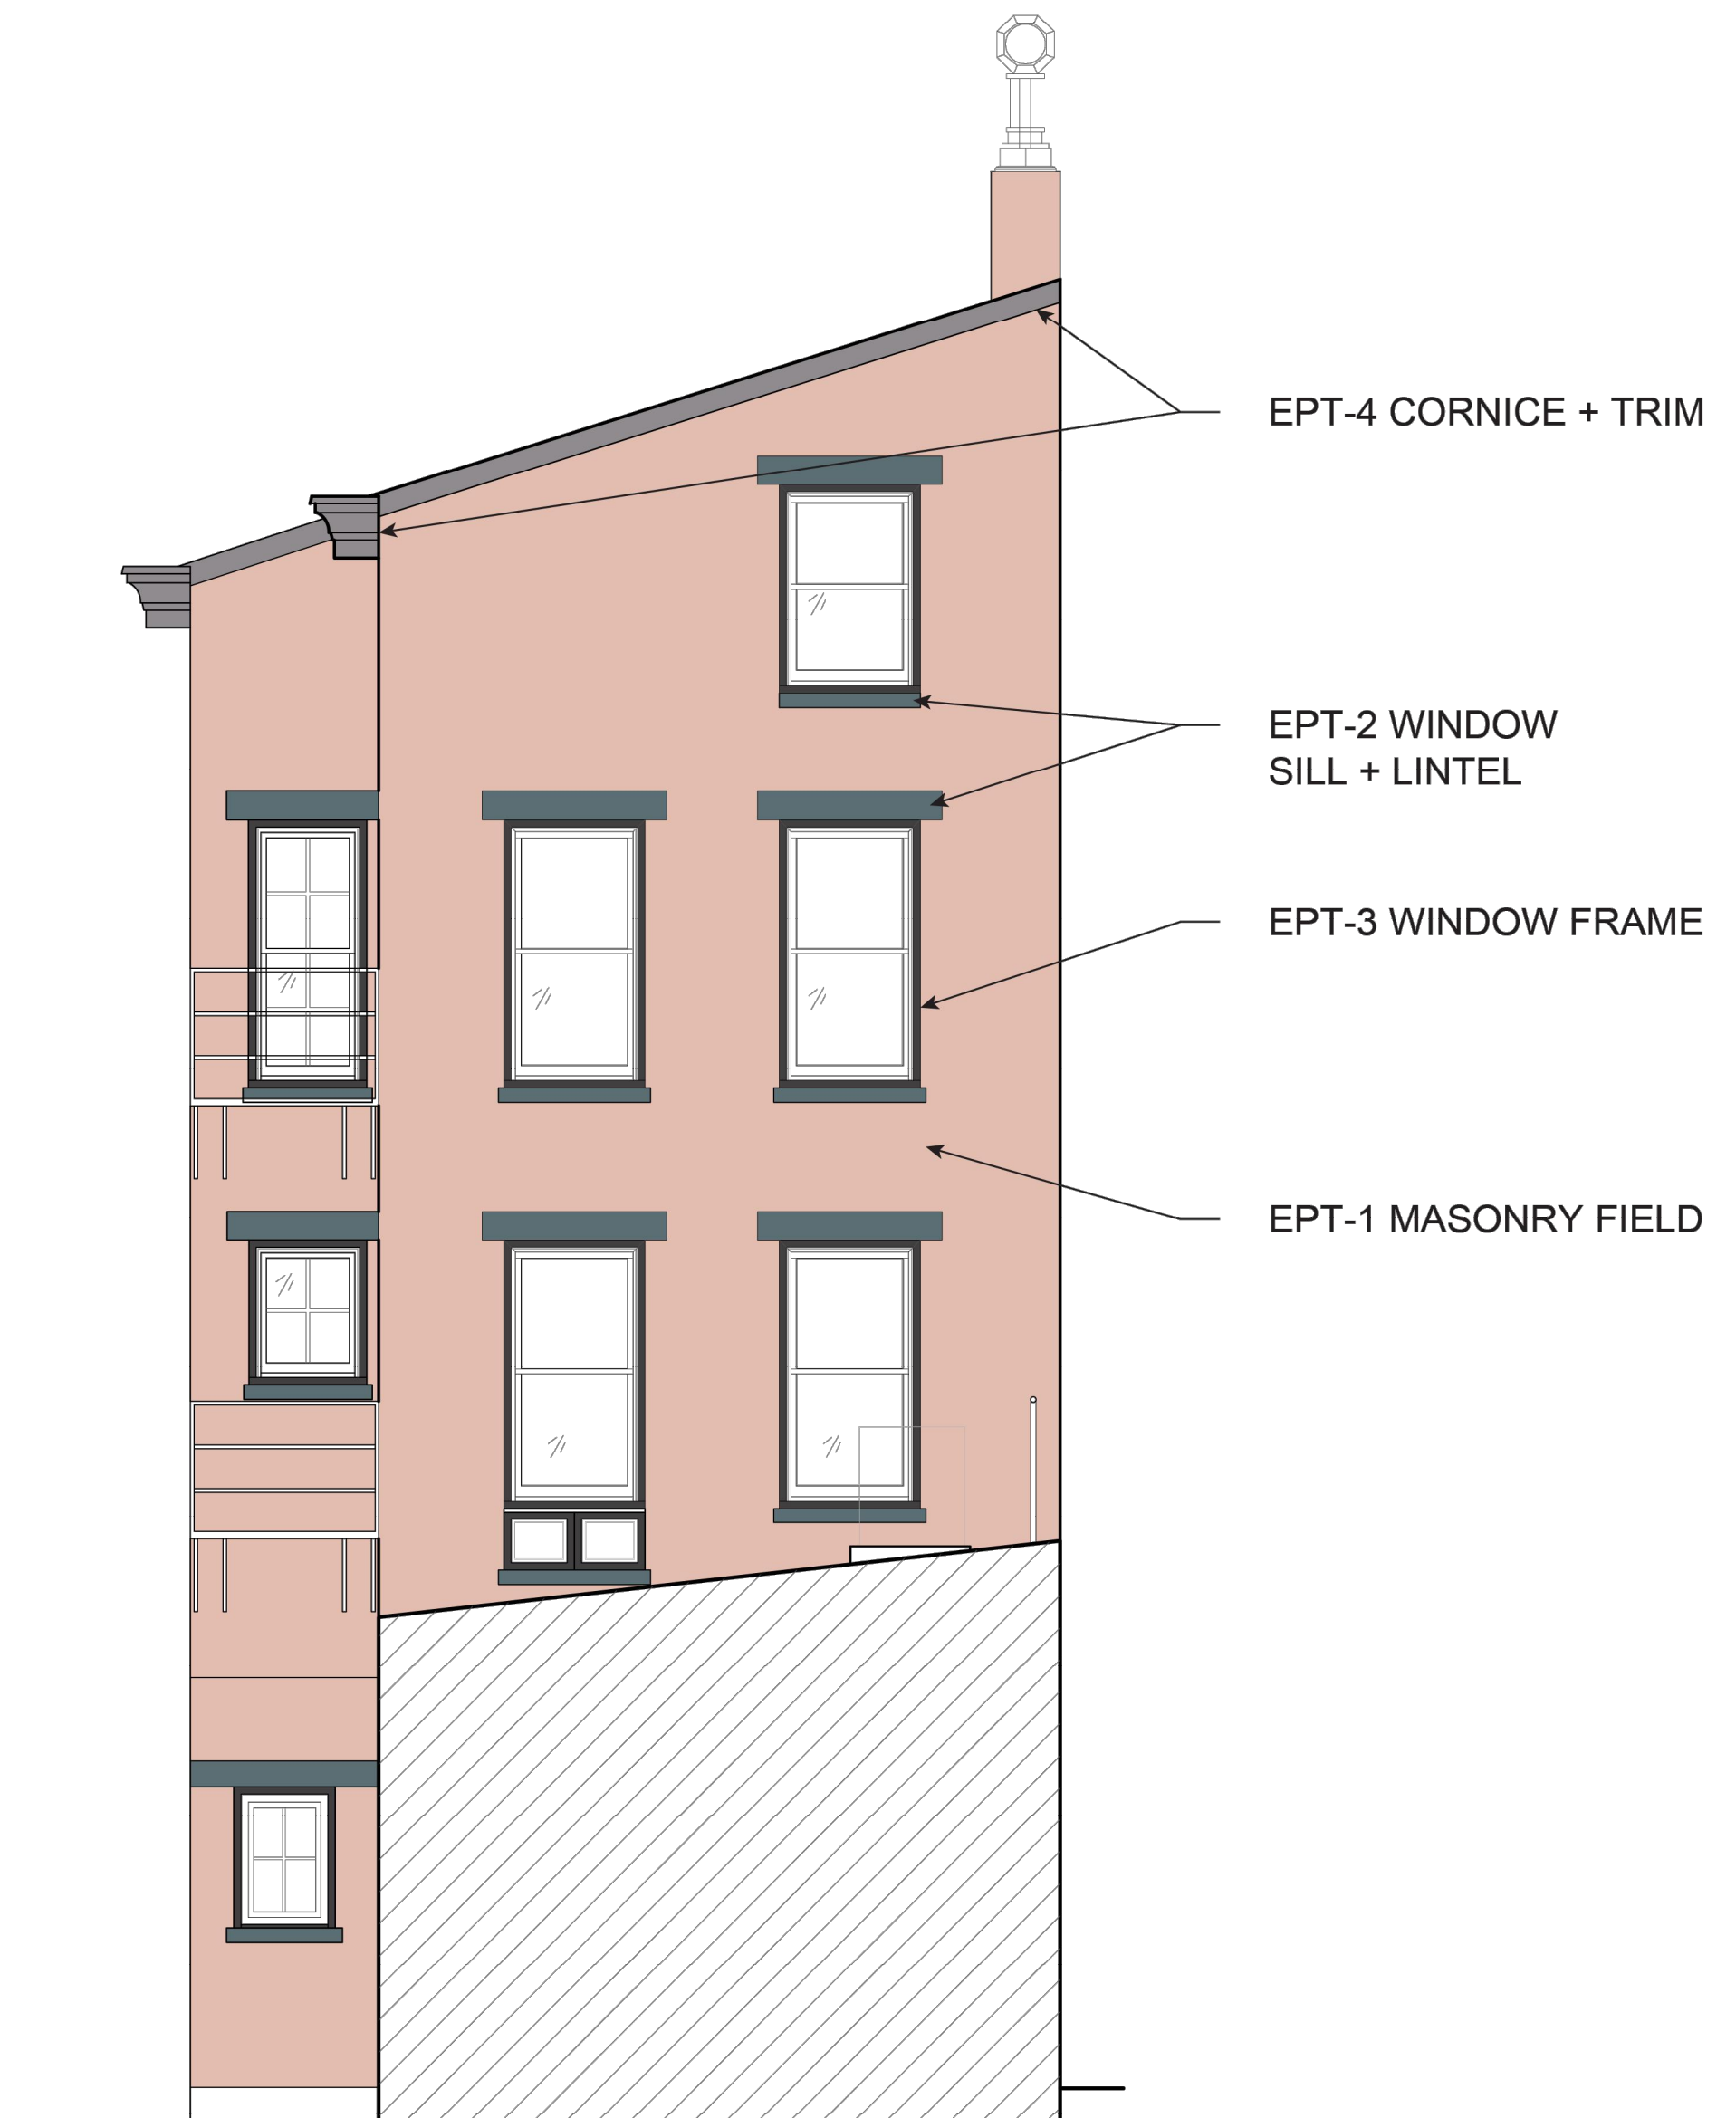 EPT-4 CORNICE + TRIM
EPT-2 WINDOW
SILL + LINTEL
EPT-3 WINDOW FRAME
EPT-1 MASONRY FIELD